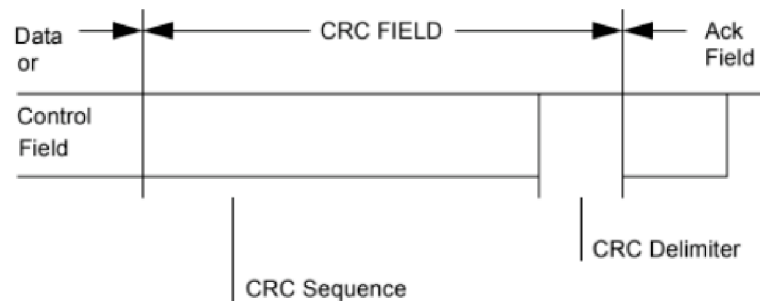 Data
or
CRC FIELD
Ack
Field
Control
Field
CRC Delimiter
CRC Sequence